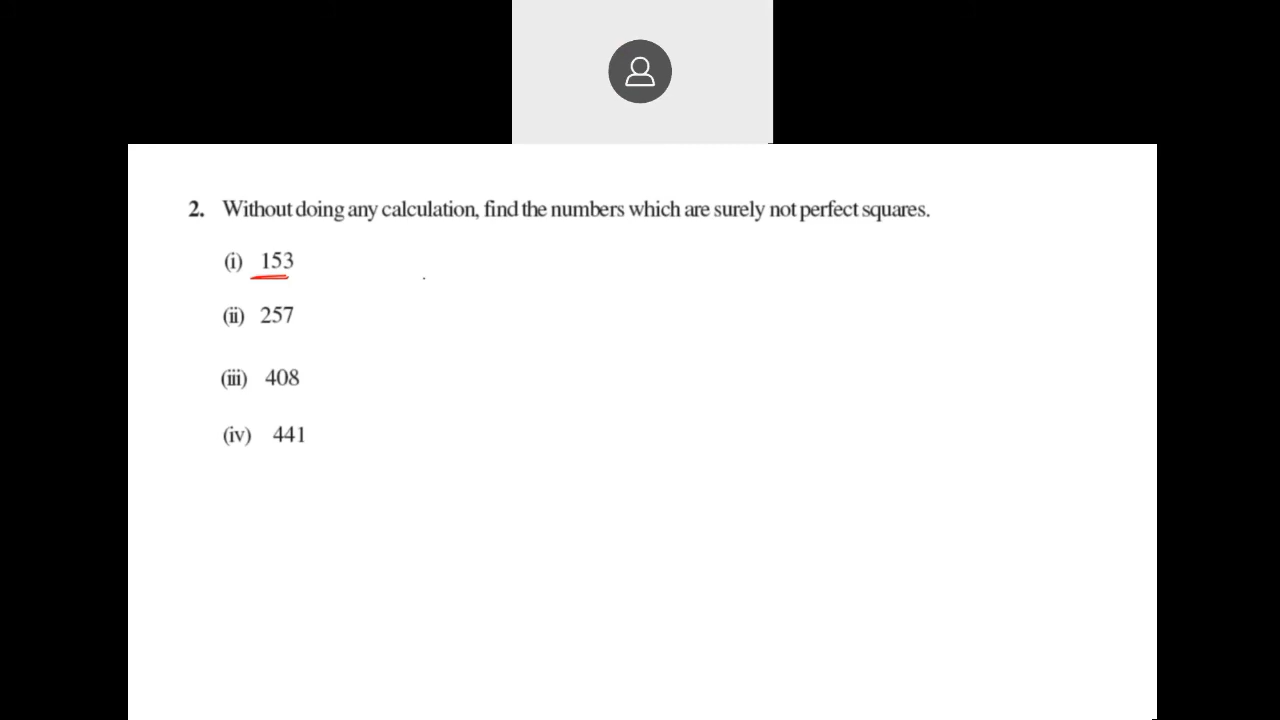 2. Without doing any calculation, find the numbers which are surely not perfect squares.
(i) 153
(ii) 257
(iii) 408
(iv) 441